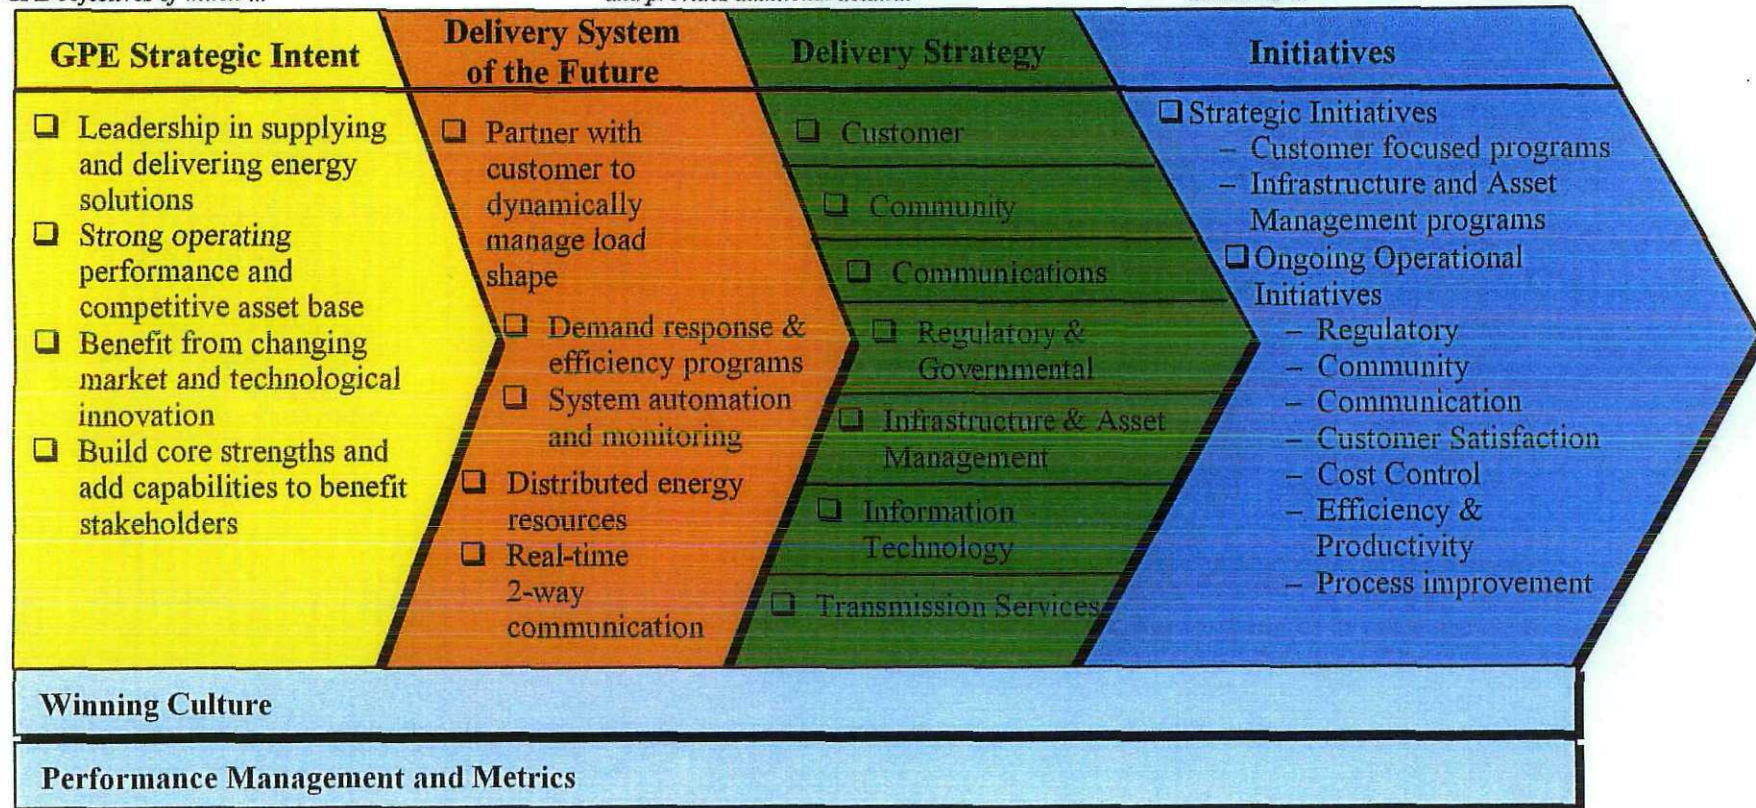 GPE Strategic Intent
❑ Leadership in supplying
and delivering energy
solutions
❑ Strong operating
performance and
competitive asset base
❑ Benefit from changing
market and technological
innovation
❑ Build core strengths and
add capabilities to benefit
stakeholders
Delivery System
of the Future
❑ Partner with
customer to
dynamically
manage load
shape
❑ Demand response &
efficiency programs
❑ System automation
and monitoring
❑ Distributed energy
resources
❑ Real-time
2-way
communication
Delivery Strategy
❑ Customer
❑ Community
❑ Communications
❑ Regulatory &
Governmental
❑ Infrastructure & Asset
Management
❑ Information
Technology
❑ Transmission Services
Initiatives
❑ Strategic Initiatives
– Customer focused programs
– Infrastructure and Asset
Management programs
❑ Ongoing Operational
Initiatives
– Regulatory
– Community
– Communication
– Customer Satisfaction
– Cost Control
– Efficiency &
Productivity
– Process improvement
Winning Culture
Performance Management and Metrics